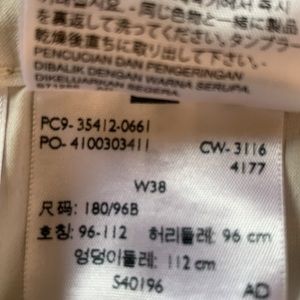 を裏返して洗ってください。タンブラー
乾燥後直ちに取り出して下さい。
PENCUCIAN DAN PENGERINGAN
DIBALIK DENGAN WARNA SERUPA.
DIKELUARKAN SEGERA.
PC9- 35412-0661
PO- 4100303411 CW- 3116
4177
W38
尺码: 180/96B
호칭: 96-112 허리둘레: 96 cm
엉덩이둘레: 112 cm
S40196 AD